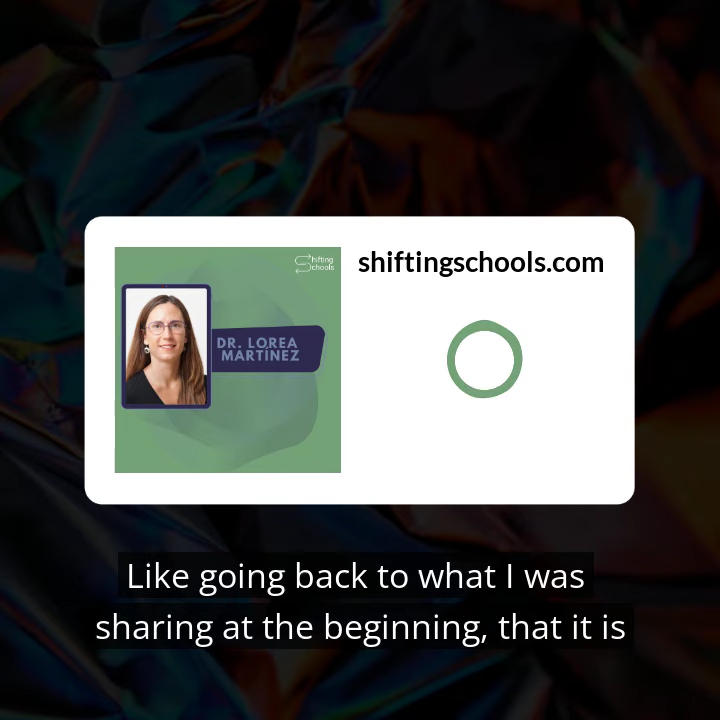 shiftingschools.com
Shifting
Schools
DR. LOREA
MARTÍNEZ
Like going back to what I was
sharing at the beginning, that it is